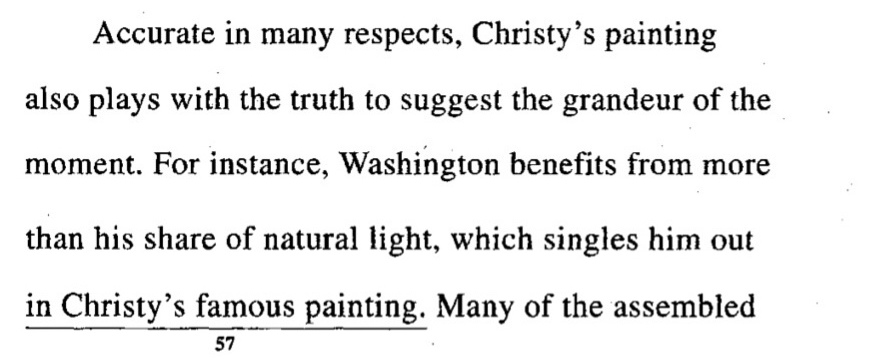 Accurate in many respects, Christy's painting
also plays with the truth to suggest the grandeur of the
moment. For instance, Washington benefits from more
than his share of natural light, which singles him out
in Christy's famous painting. Many of the assembled
57